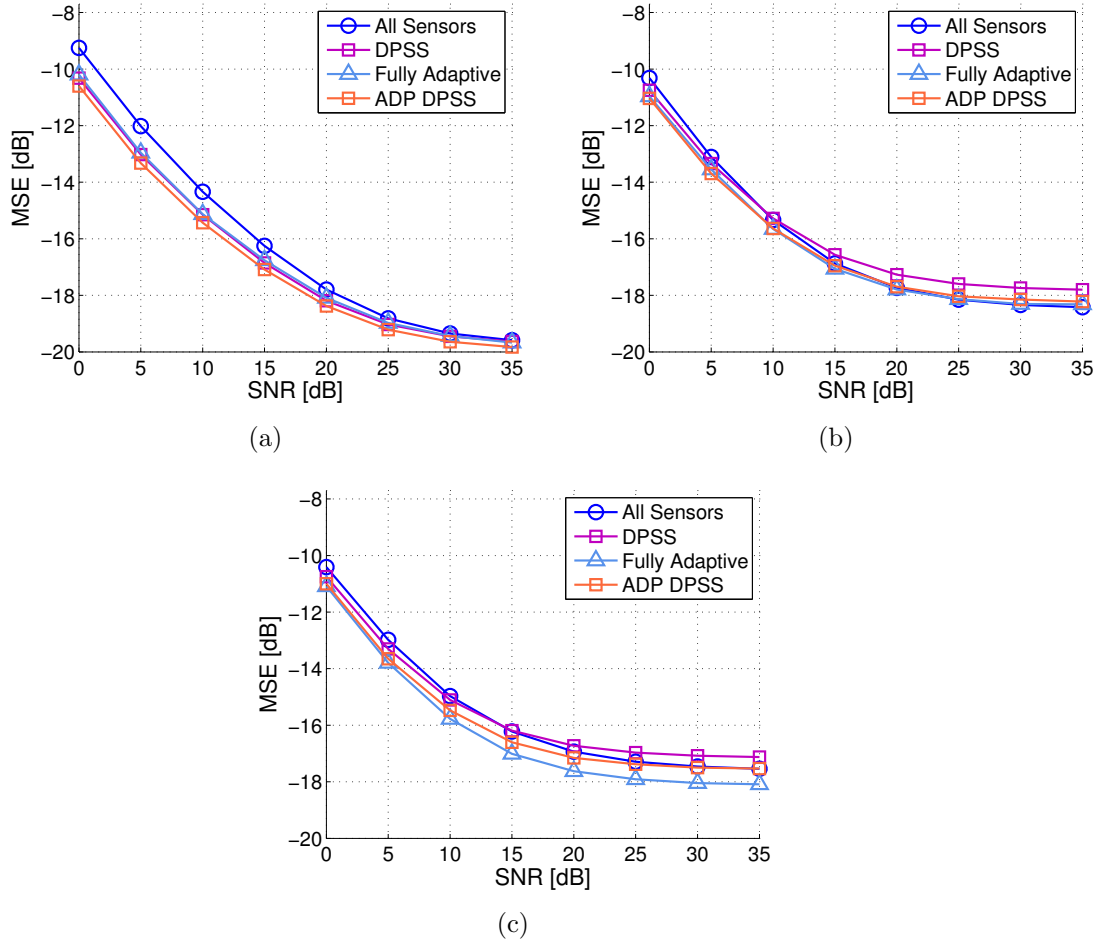 −8
−10
−12
−14
−16
−18
−20
MSE [dB]
0 5 10 15 20 25 30 35
SNR [dB]
All Sensors
DPSS
Fully Adaptive
ADP DPSS
(a)
−8
−10
−12
−14
−16
−18
−20
MSE [dB]
0 5 10 15 20 25 30 35
SNR [dB]
All Sensors
DPSS
Fully Adaptive
ADP DPSS
(b)
−8
−10
−12
−14
−16
−18
−20
MSE [dB]
0 5 10 15 20 25 30 35
SNR [dB]
All Sensors
DPSS
Fully Adaptive
ADP DPSS
(c)